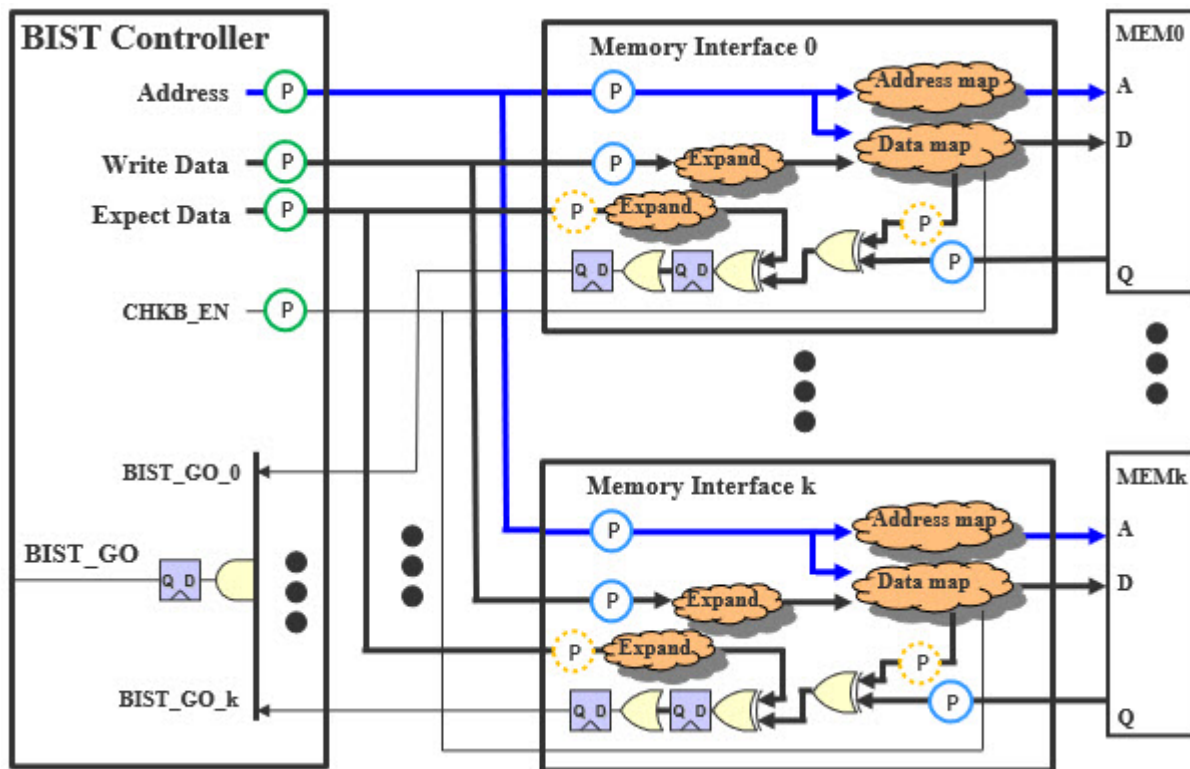 BIST Controller
Address
P
Write Data
P
Expect Data
P
CHKB_EN
P
BIST_GO_0
BIST_GO
Q D
BIST_GO_k
Memory Interface 0
P
Address map
P
Expand
Data map
P
Expand
P
Q D
Q D
P
MEM0
A
D
Q
Memory Interface k
P
Address map
P
Expand
Data map
P
Expand
P
Q D
Q D
P
MEMk
A
D
Q